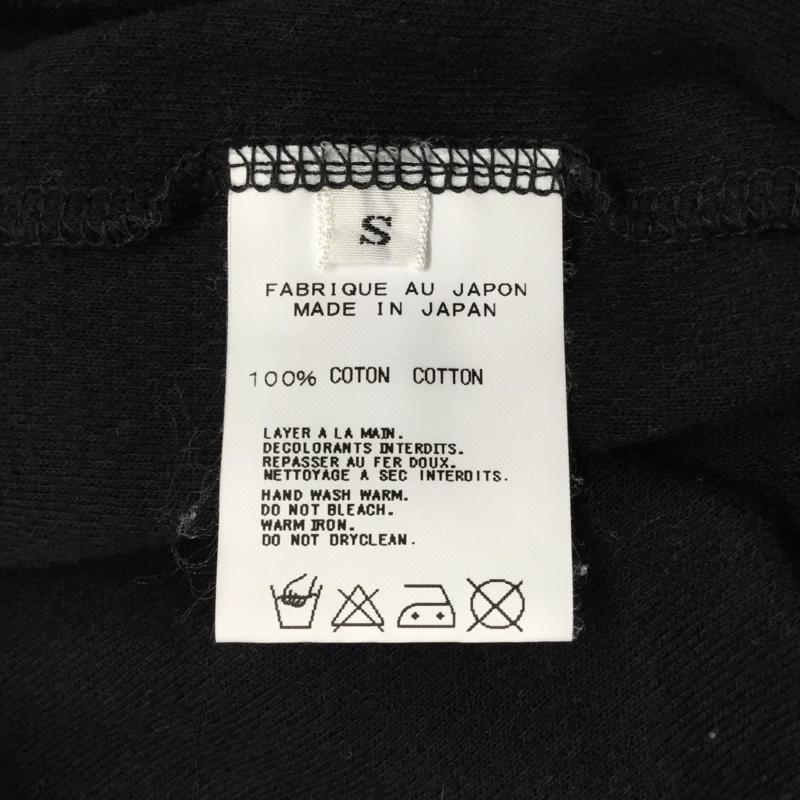 S
FABRIQUE AU JAPON
MADE IN JAPAN
100% COTON COTTON
LAYER A LA MAIN.
DECOLORANTS INTERDITS.
REPASSER AU FER DOUX.
NETTOYAGE A SEC INTERDITS.
HAND WASH WARM.
DO NOT BLEACH.
WARM IRON.
DO NOT DRYCLEAN.